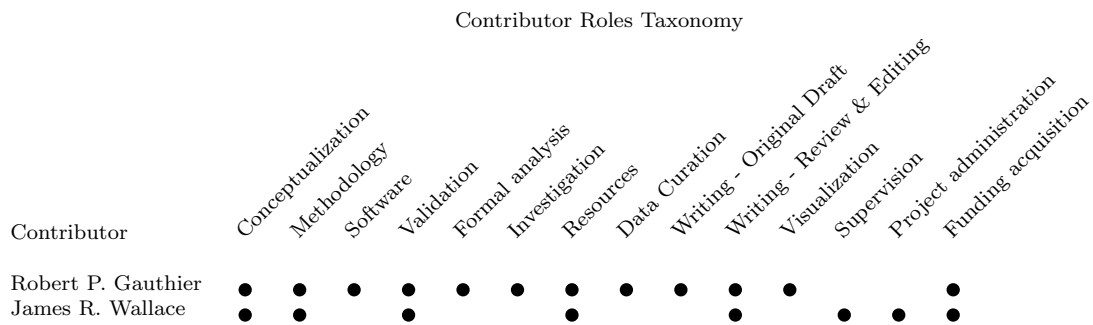 Contributor Roles Taxonomy
Contributor
Conceptualization
Methodology
Software
Validation
Formal analysis
Investigation
Resources
Data Curation
Writing - Original Draft
Writing - Review & Editing
Visualization
Supervision
Project administration
Funding acquisition
Robert P. Gauthier
James R. Wallace